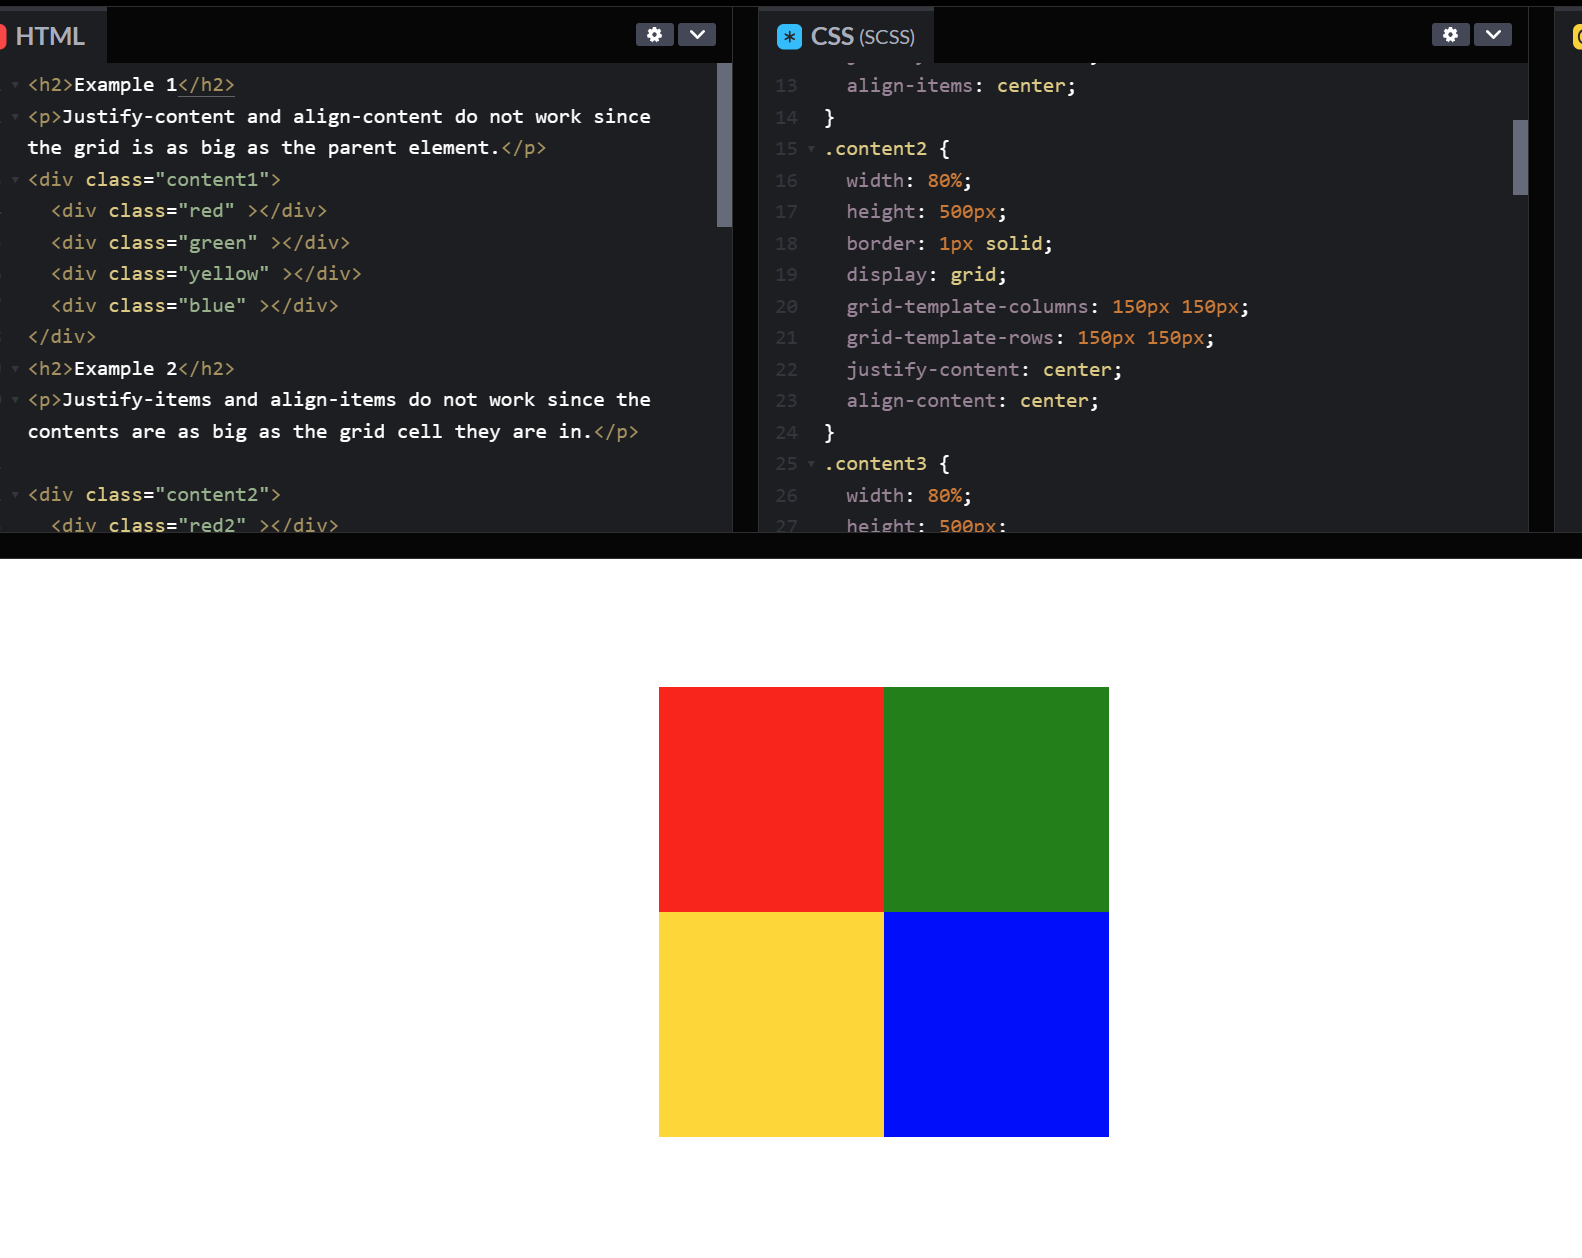 HTML
<h2>Example 1</h2>
<p>Justify-content and align-content do not work since
the grid is as big as the parent element.</p>
<div class="content1">
<div class="red" ></div>
<div class="green" ></div>
<div class="yellow" ></div>
<div class="blue" ></div>
</div>
<h2>Example 2</h2>
<p>Justify-items and align-items do not work since the
contents are as big as the grid cell they are in.</p>
<div class="content2">
<div class="red2" ></div>
* CSS (SCSS)
13 align-items: center;
14 }
15 .content2 {
16 width: 80%;
17 height: 500px;
18 border: 1px solid;
19 display: grid;
20 grid-template-columns: 150px 150px;
21 grid-template-rows: 150px 150px;
22 justify-content: center;
23 align-content: center;
24 }
25 .content3 {
26 width: 80%;
27 height: 500px;